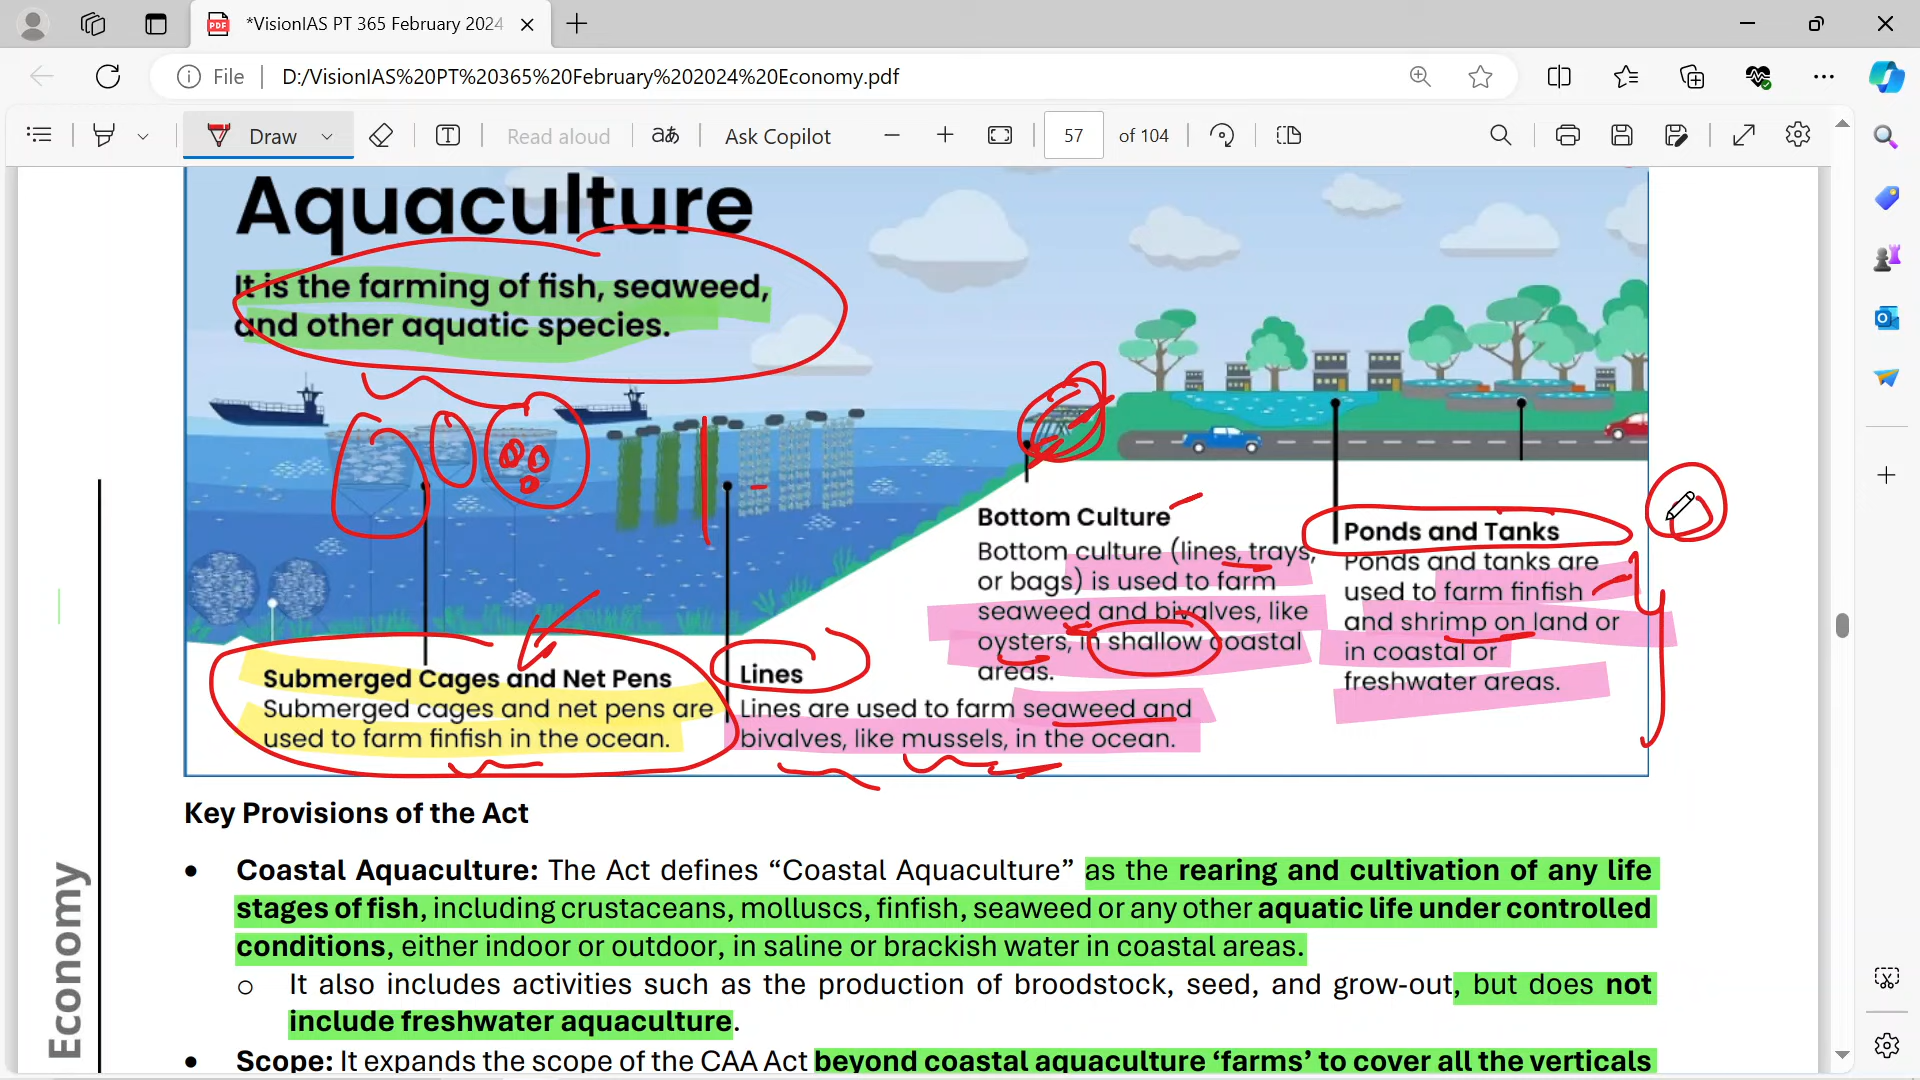 *VisionIAS PT 365 February 2024
File
D:/VisionIAS%20PT%20365%20February%202024%20Economy.pdf
Draw
Read aloud
aあ
Ask Copilot
57
of 104
Aquaculture
It is the farming of fish, seaweed,
and other aquatic species.
Submerged Cages and Net Pens
Submerged cages and net pens are
used to farm finfish in the ocean.
Lines
Lines are used to farm seaweed and
bivalves, like mussels, in the ocean.
Bottom Culture
Bottom culture (lines, trays,
or bags) is used to farm
seaweed and bivalves, like
oysters, in shallow coastal
areas.
Ponds and Tanks
Ponds and tanks are
used to farm finfish
and shrimp on land or
in coastal or
freshwater areas.
Key Provisions of the Act
• Coastal Aquaculture: The Act defines “Coastal Aquaculture” as the rearing and cultivation of any life
stages of fish, including crustaceans, molluscs, finfish, seaweed or any other aquatic life under controlled
conditions, either indoor or outdoor, in saline or brackish water in coastal areas.
o It also includes activities such as the production of broodstock, seed, and grow-out, but does not
include freshwater aquaculture.
• Scope: It expands the scope of the CAA Act beyond coastal aquaculture ‘farms’ to cover all the verticals
Economy